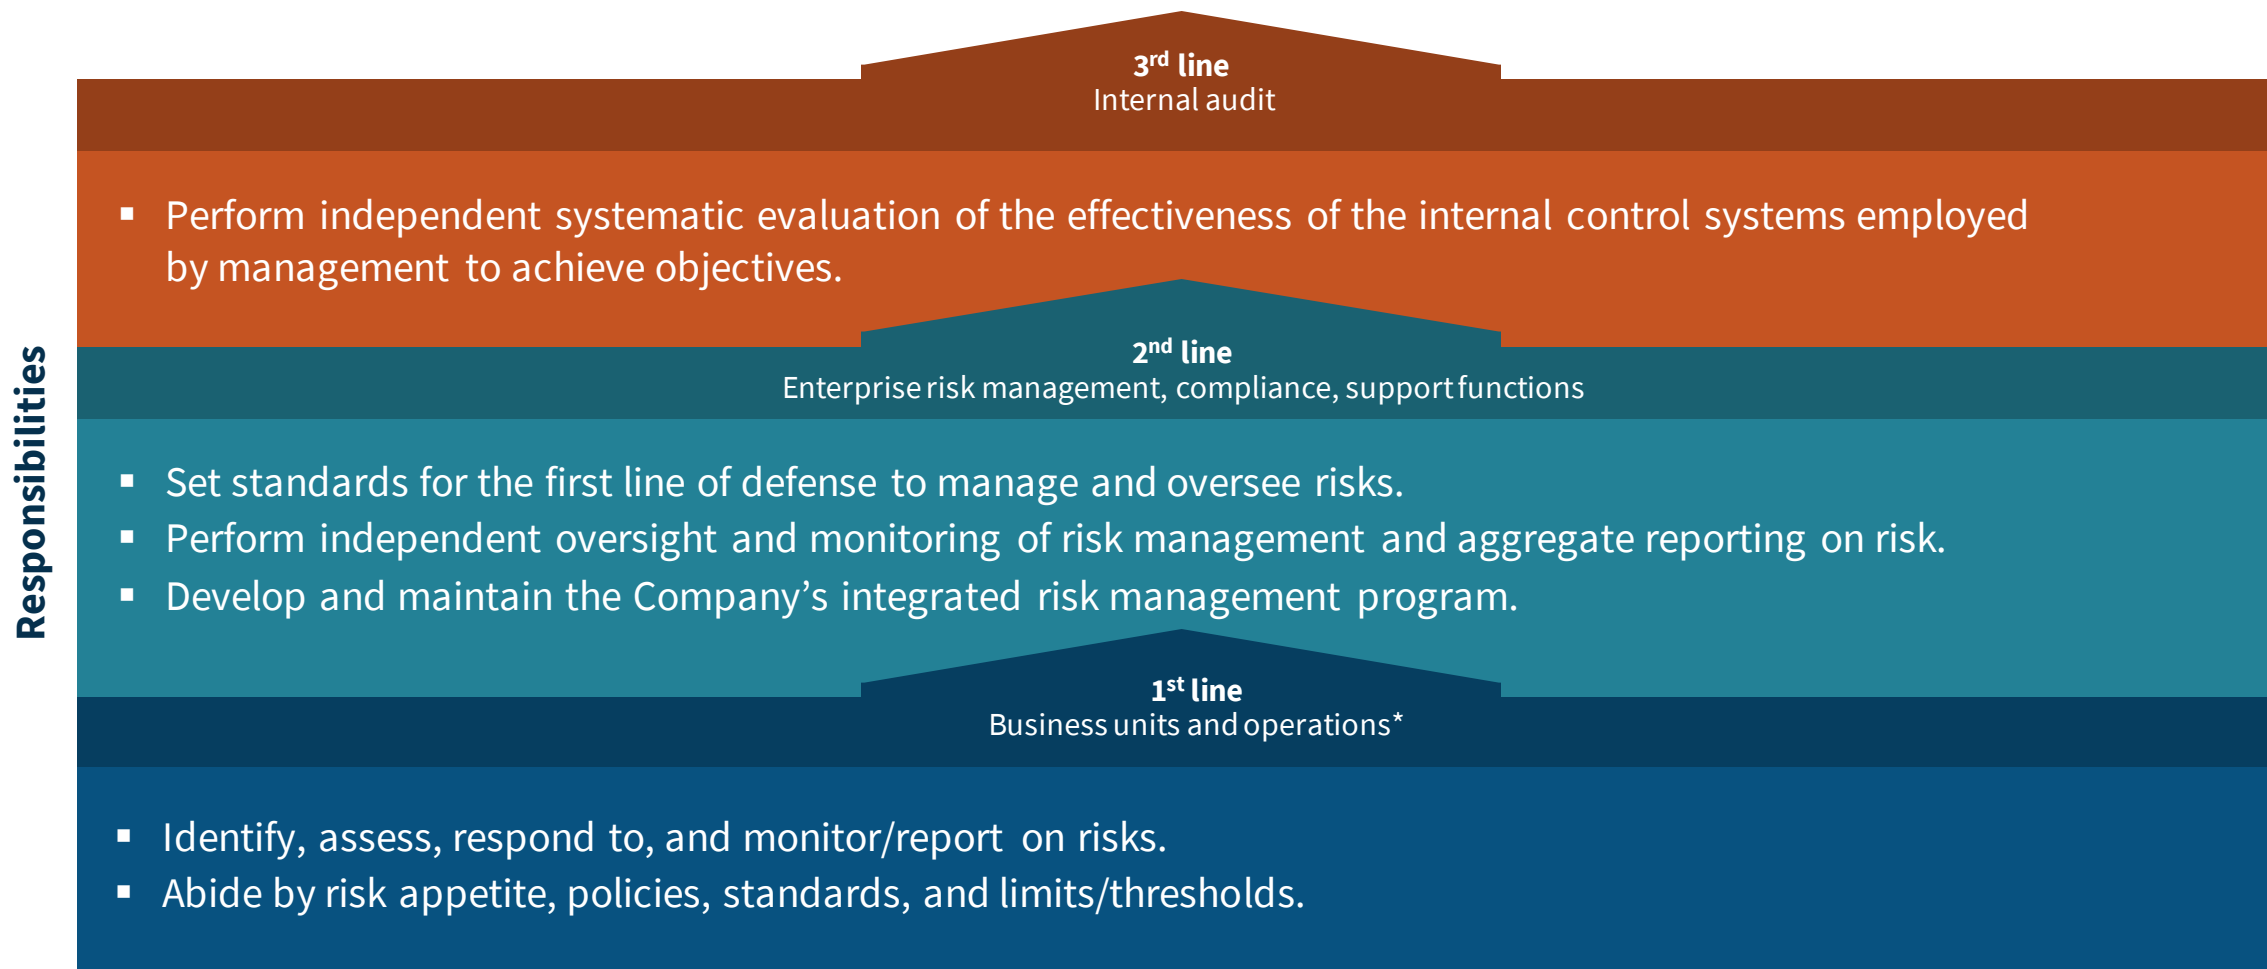 3rd line
Internal audit
▪ Perform independent systematic evaluation of the effectiveness of the internal control systems employed
by management to achieve objectives.
2nd line
Enterprise risk management, compliance, support functions
Responsibilities
▪ Set standards for the first line of defense to manage and oversee risks.
▪ Perform independent oversight and monitoring of risk management and aggregate reporting on risk.
▪ Develop and maintain the Company’s integrated risk management program.
1st line
Business units and operations*
▪ Identify, assess, respond to, and monitor/report on risks.
▪ Abide by risk appetite, policies, standards, and limits/thresholds.